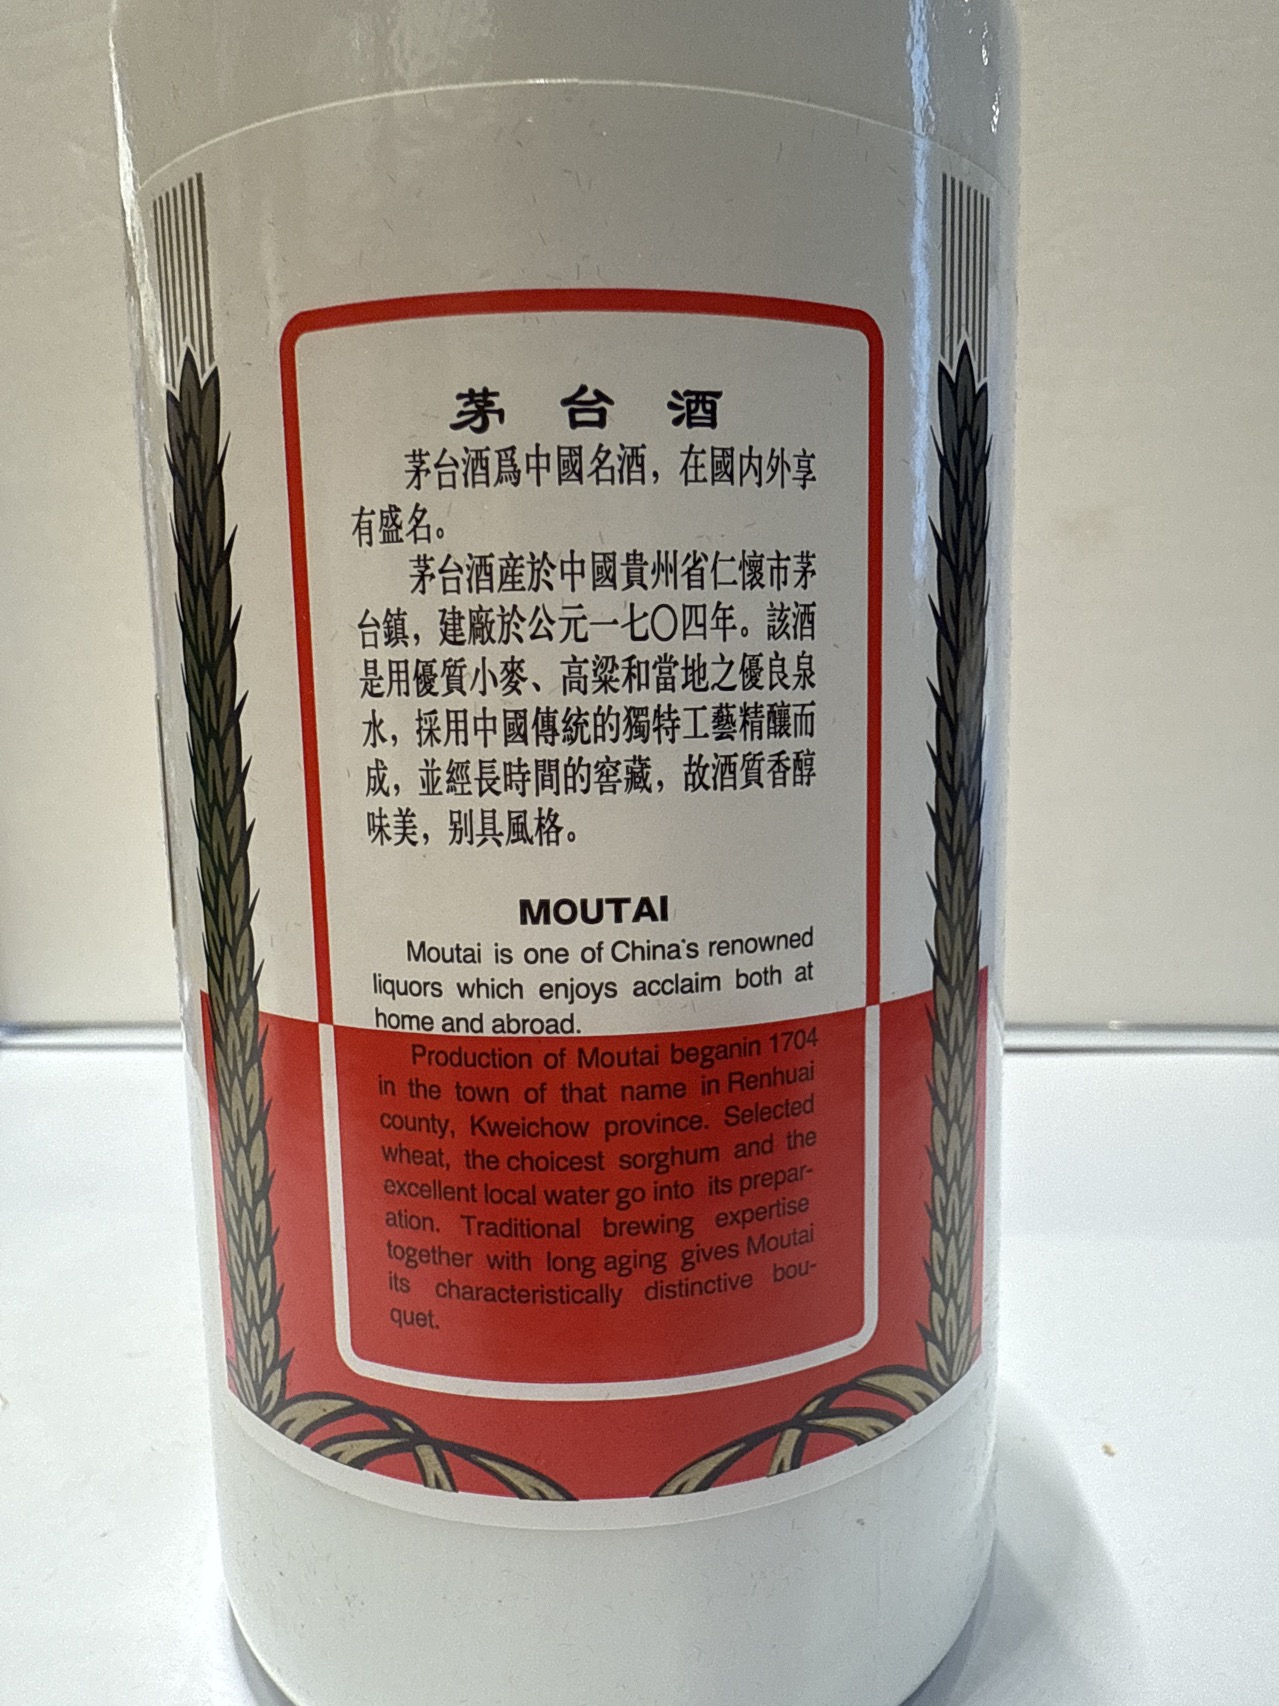 茅台酒
茅台酒爲中國名酒，在國内外享
有盛名。
茅台酒産於中國貴州省仁懷市茅
台鎮，建廠於公元一七〇四年。該酒
是用優質小麥、高粱和當地之優良泉
水，採用中國傳統的獨特工藝精釀而
成，並經長時間的窖藏，故酒質香醇
味美，别具風格。
MOUTAI
Moutai is one of China's renowned
liquors which enjoys acclaim both at
home and abroad.
Production of Moutai beganin 1704
in the town of that name in Renhuai
county, Kweichow province. Selected
wheat, the choicest sorghum and the
excellent local water go into its prepar-
ation. Traditional brewing expertise
together with long aging gives Moutai
its characteristically distinctive bou-
quet.